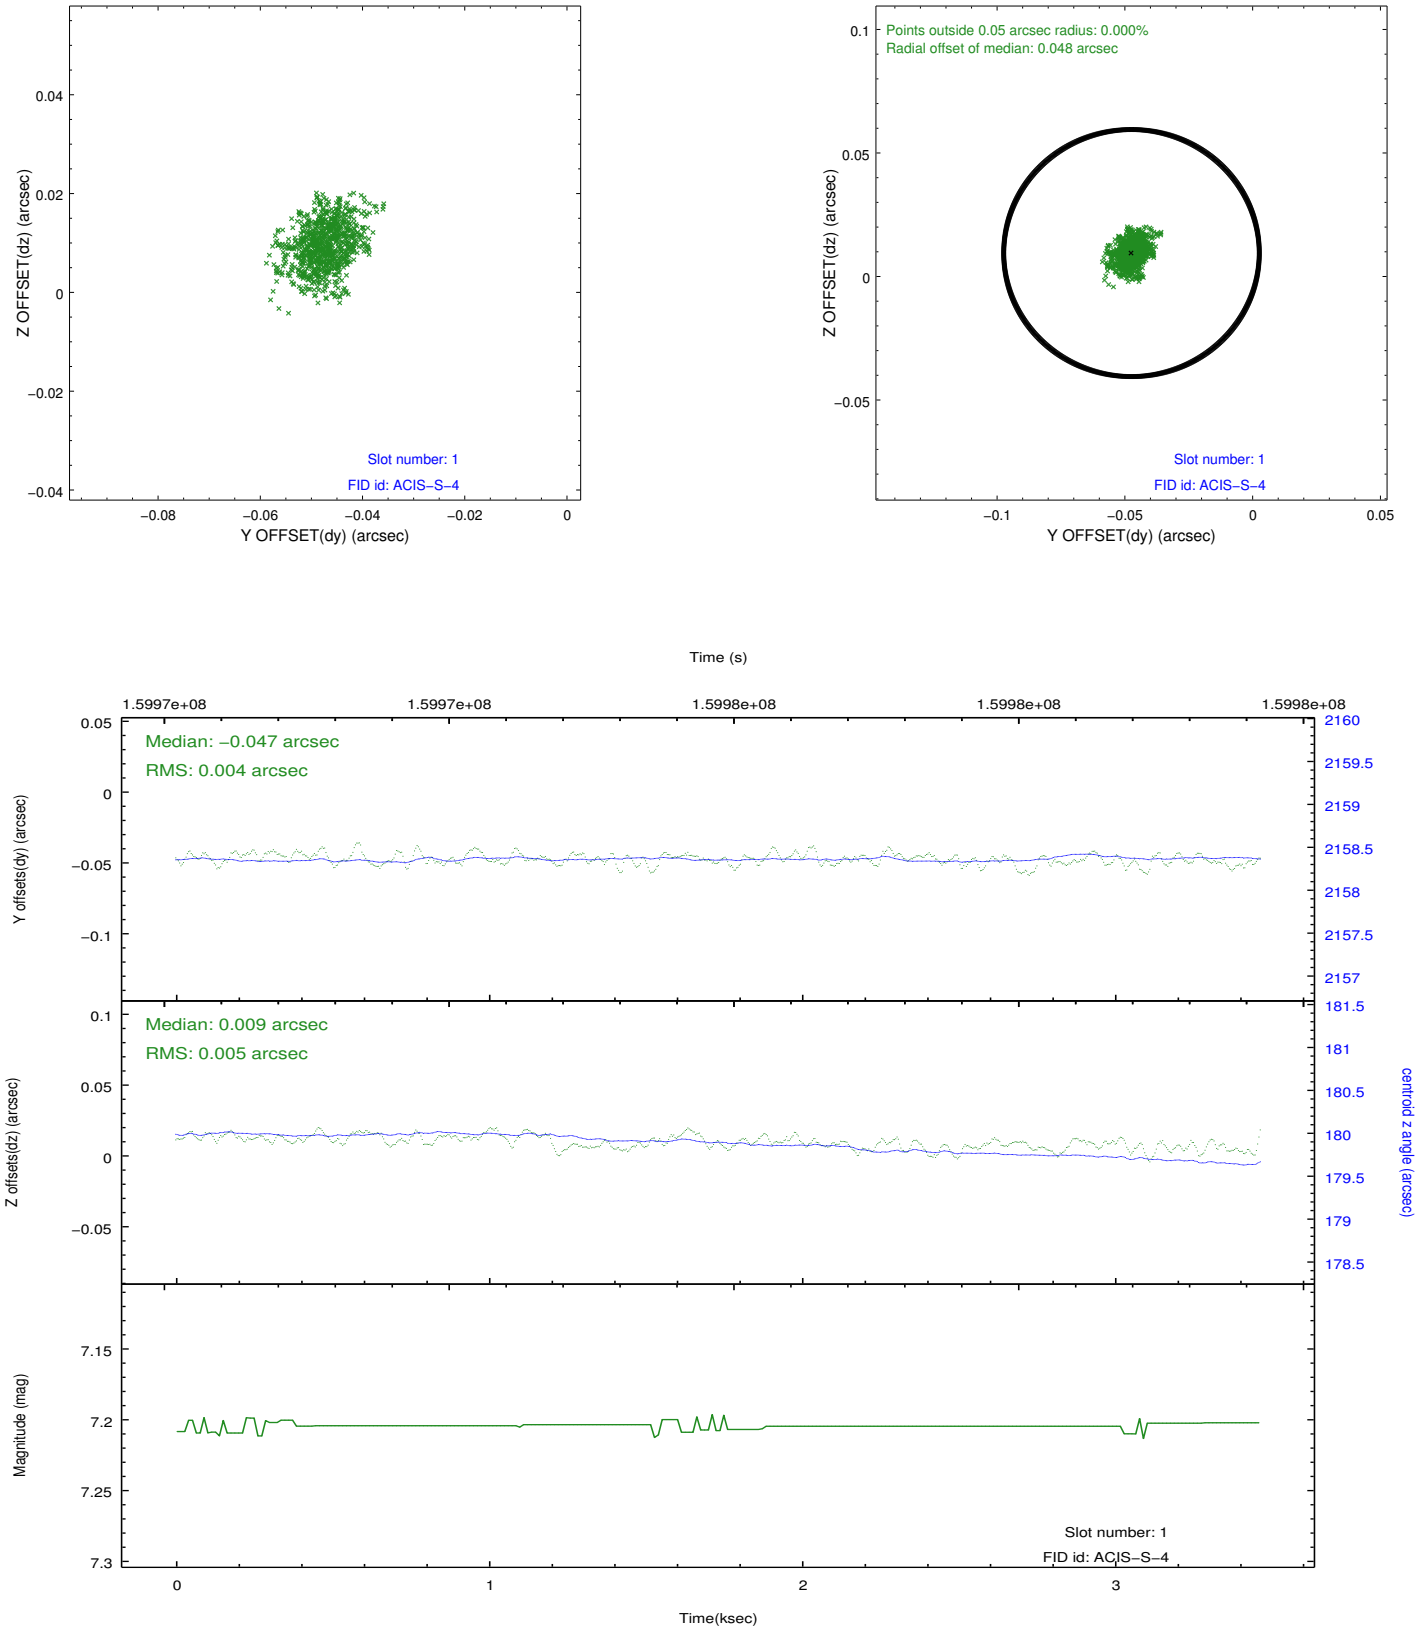 0.04
0.02
0
−0.02
−0.04
Z OFFSET(dz) (arcsec)
Slot number: 1
FID id: ACIS−S−4
−0.08
−0.06
−0.04
−0.02
0
Y OFFSET(dy) (arcsec)
Points outside 0.05 arcsec radius: 0.000%
Radial offset of median: 0.048 arcsec
0.1
0.05
0
−0.05
Z OFFSET(dz) (arcsec)
Slot number: 1
FID id: ACIS−S−4
−0.1
−0.05
0
0.05
Y OFFSET(dy) (arcsec)
Time (s)
1.5997e+08
1.5997e+08
1.5998e+08
1.5998e+08
1.5998e+08
Median: −0.047 arcsec
RMS: 0.004 arcsec
0.05
0
−0.05
−0.1
Y offsets(dy) (arcsec)
2160
2159.5
2159
2158.5
2158
2157.5
2157
Median: 0.009 arcsec
RMS: 0.005 arcsec
0.1
0.05
0
−0.05
Z offsets(dz) (arcsec)
181.5
181
180.5
180
179.5
179
178.5
centroid z angle (arcsec)
7.15
7.2
7.25
7.3
Magnitude (mag)
Slot number: 1
FID id: ACIS−S−4
0
1
2
3
Time(ksec)